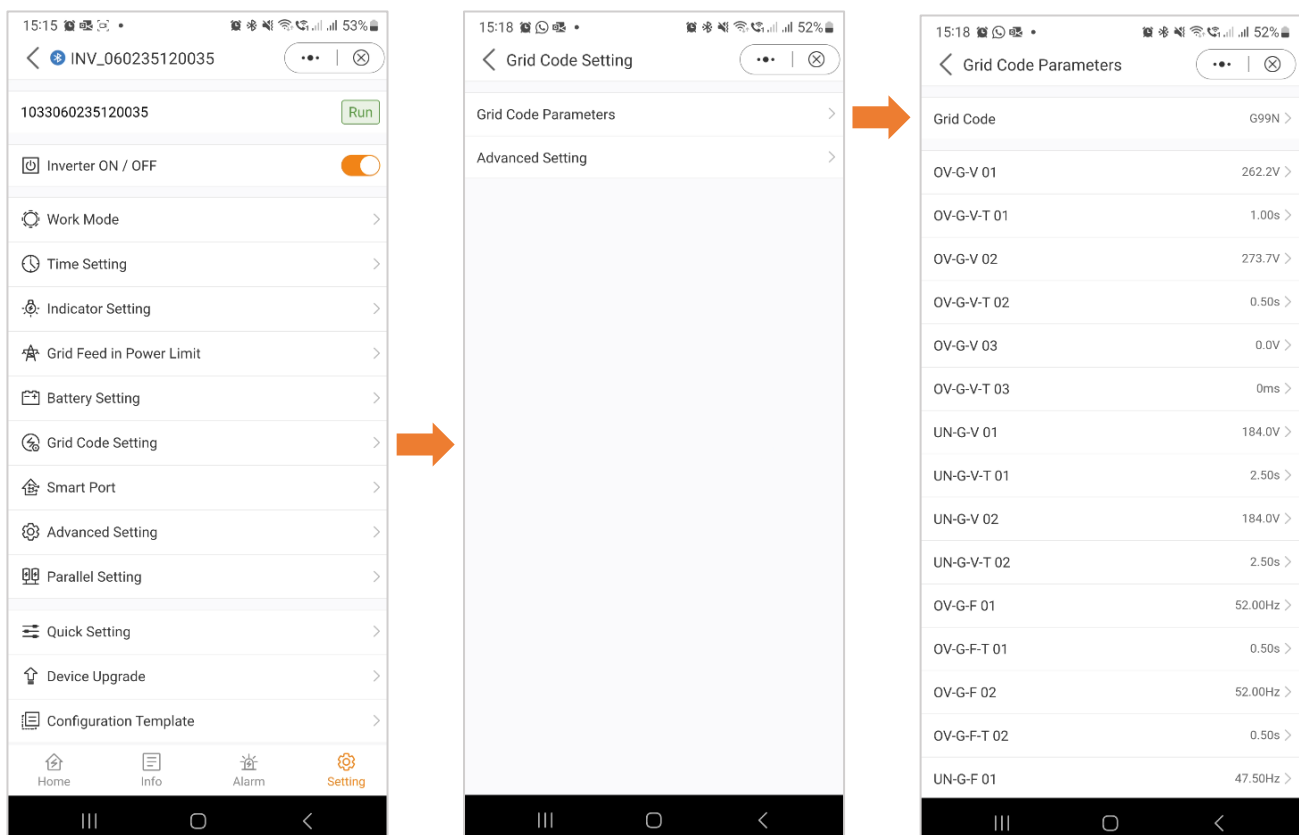 15:15 53%
INV_060235120035
1033060235120035 Run
Inverter ON / OFF
Work Mode
Time Setting
Indicator Setting
Grid Feed in Power Limit
Battery Setting
Grid Code Setting
Smart Port
Advanced Setting
Parallel Setting
Quick Setting
Device Upgrade
Configuration Template
Home Info Alarm Setting
15:18 52%
Grid Code Setting
Grid Code Parameters
Advanced Setting
15:18 52%
Grid Code Parameters
Grid Code G99N
OV-G-V 01 262.2V
OV-G-V-T 01 1.00s
OV-G-V 02 273.7V
OV-G-V-T 02 0.50s
OV-G-V 03 0.0V
OV-G-V-T 03 0ms
UN-G-V 01 184.0V
UN-G-V-T 01 2.50s
UN-G-V 02 184.0V
UN-G-V-T 02 2.50s
OV-G-F 01 52.00Hz
OV-G-F-T 01 0.50s
OV-G-F 02 52.00Hz
OV-G-F-T 02 0.50s
UN-G-F 01 47.50Hz